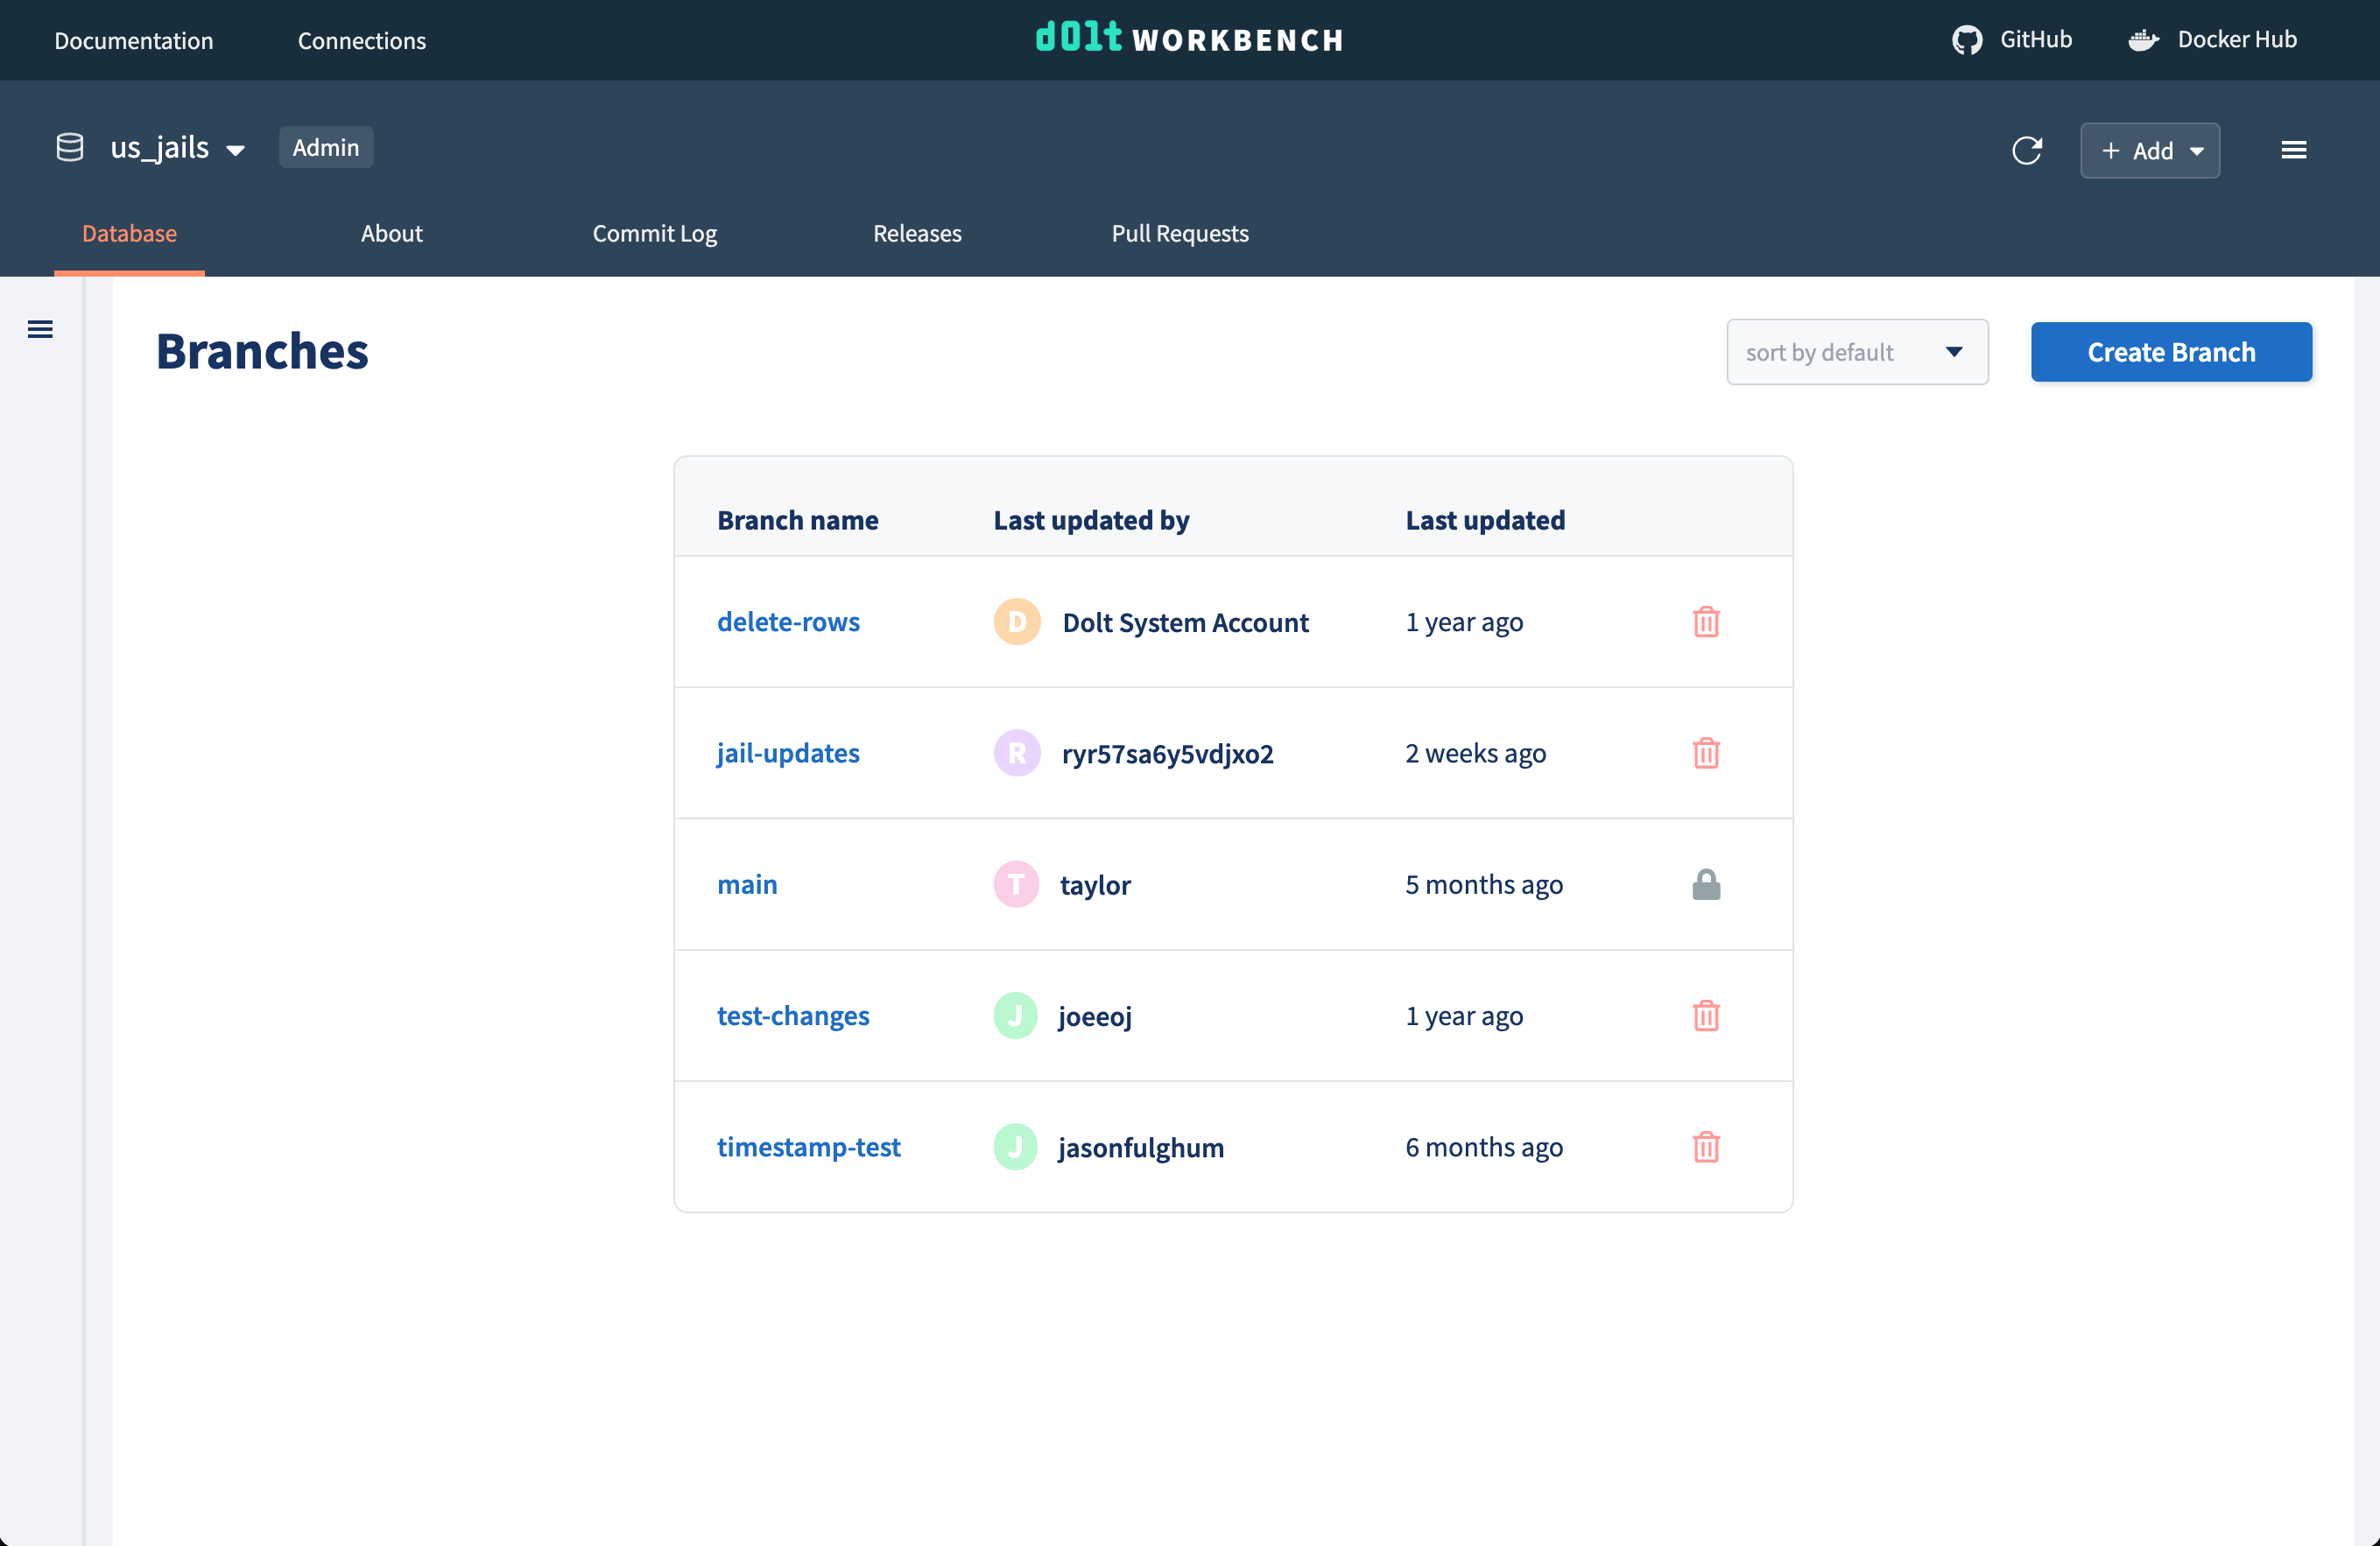 Documentation Connections dolt WORKBENCH GitHub Docker Hub
us_jails Admin + Add
Database About Commit Log Releases Pull Requests
Branches sort by default Create Branch
Branch name Last updated by Last updated
delete-rows D Dolt System Account 1 year ago
jail-updates R ryr57sa6y5vdjxo2 2 weeks ago
main T taylor 5 months ago
test-changes J joeeoj 1 year ago
timestamp-test J jasonfulghum 6 months ago